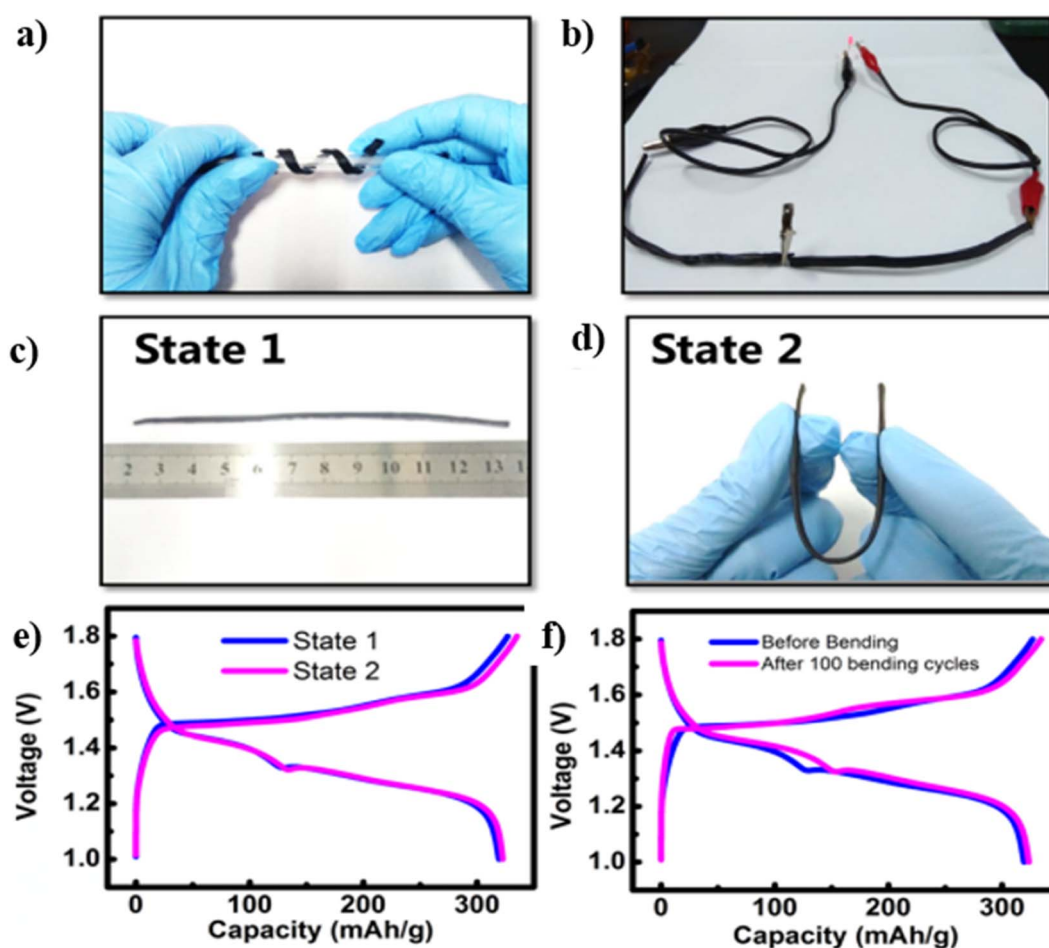 a)
b)
c)
State 1
2 3 4 5 6 7 8 9 10 11 12 13 1
d)
State 2
e)
1.8
1.6
1.4
1.2
1.0
Voltage (V)
State 1
State 2
0 100 200 300
Capacity (mAh/g)
f)
1.8
1.6
1.4
1.2
1.0
Voltage (V)
Before Bending
After 100 bending cycles
0 100 200 300
Capacity (mAh/g)